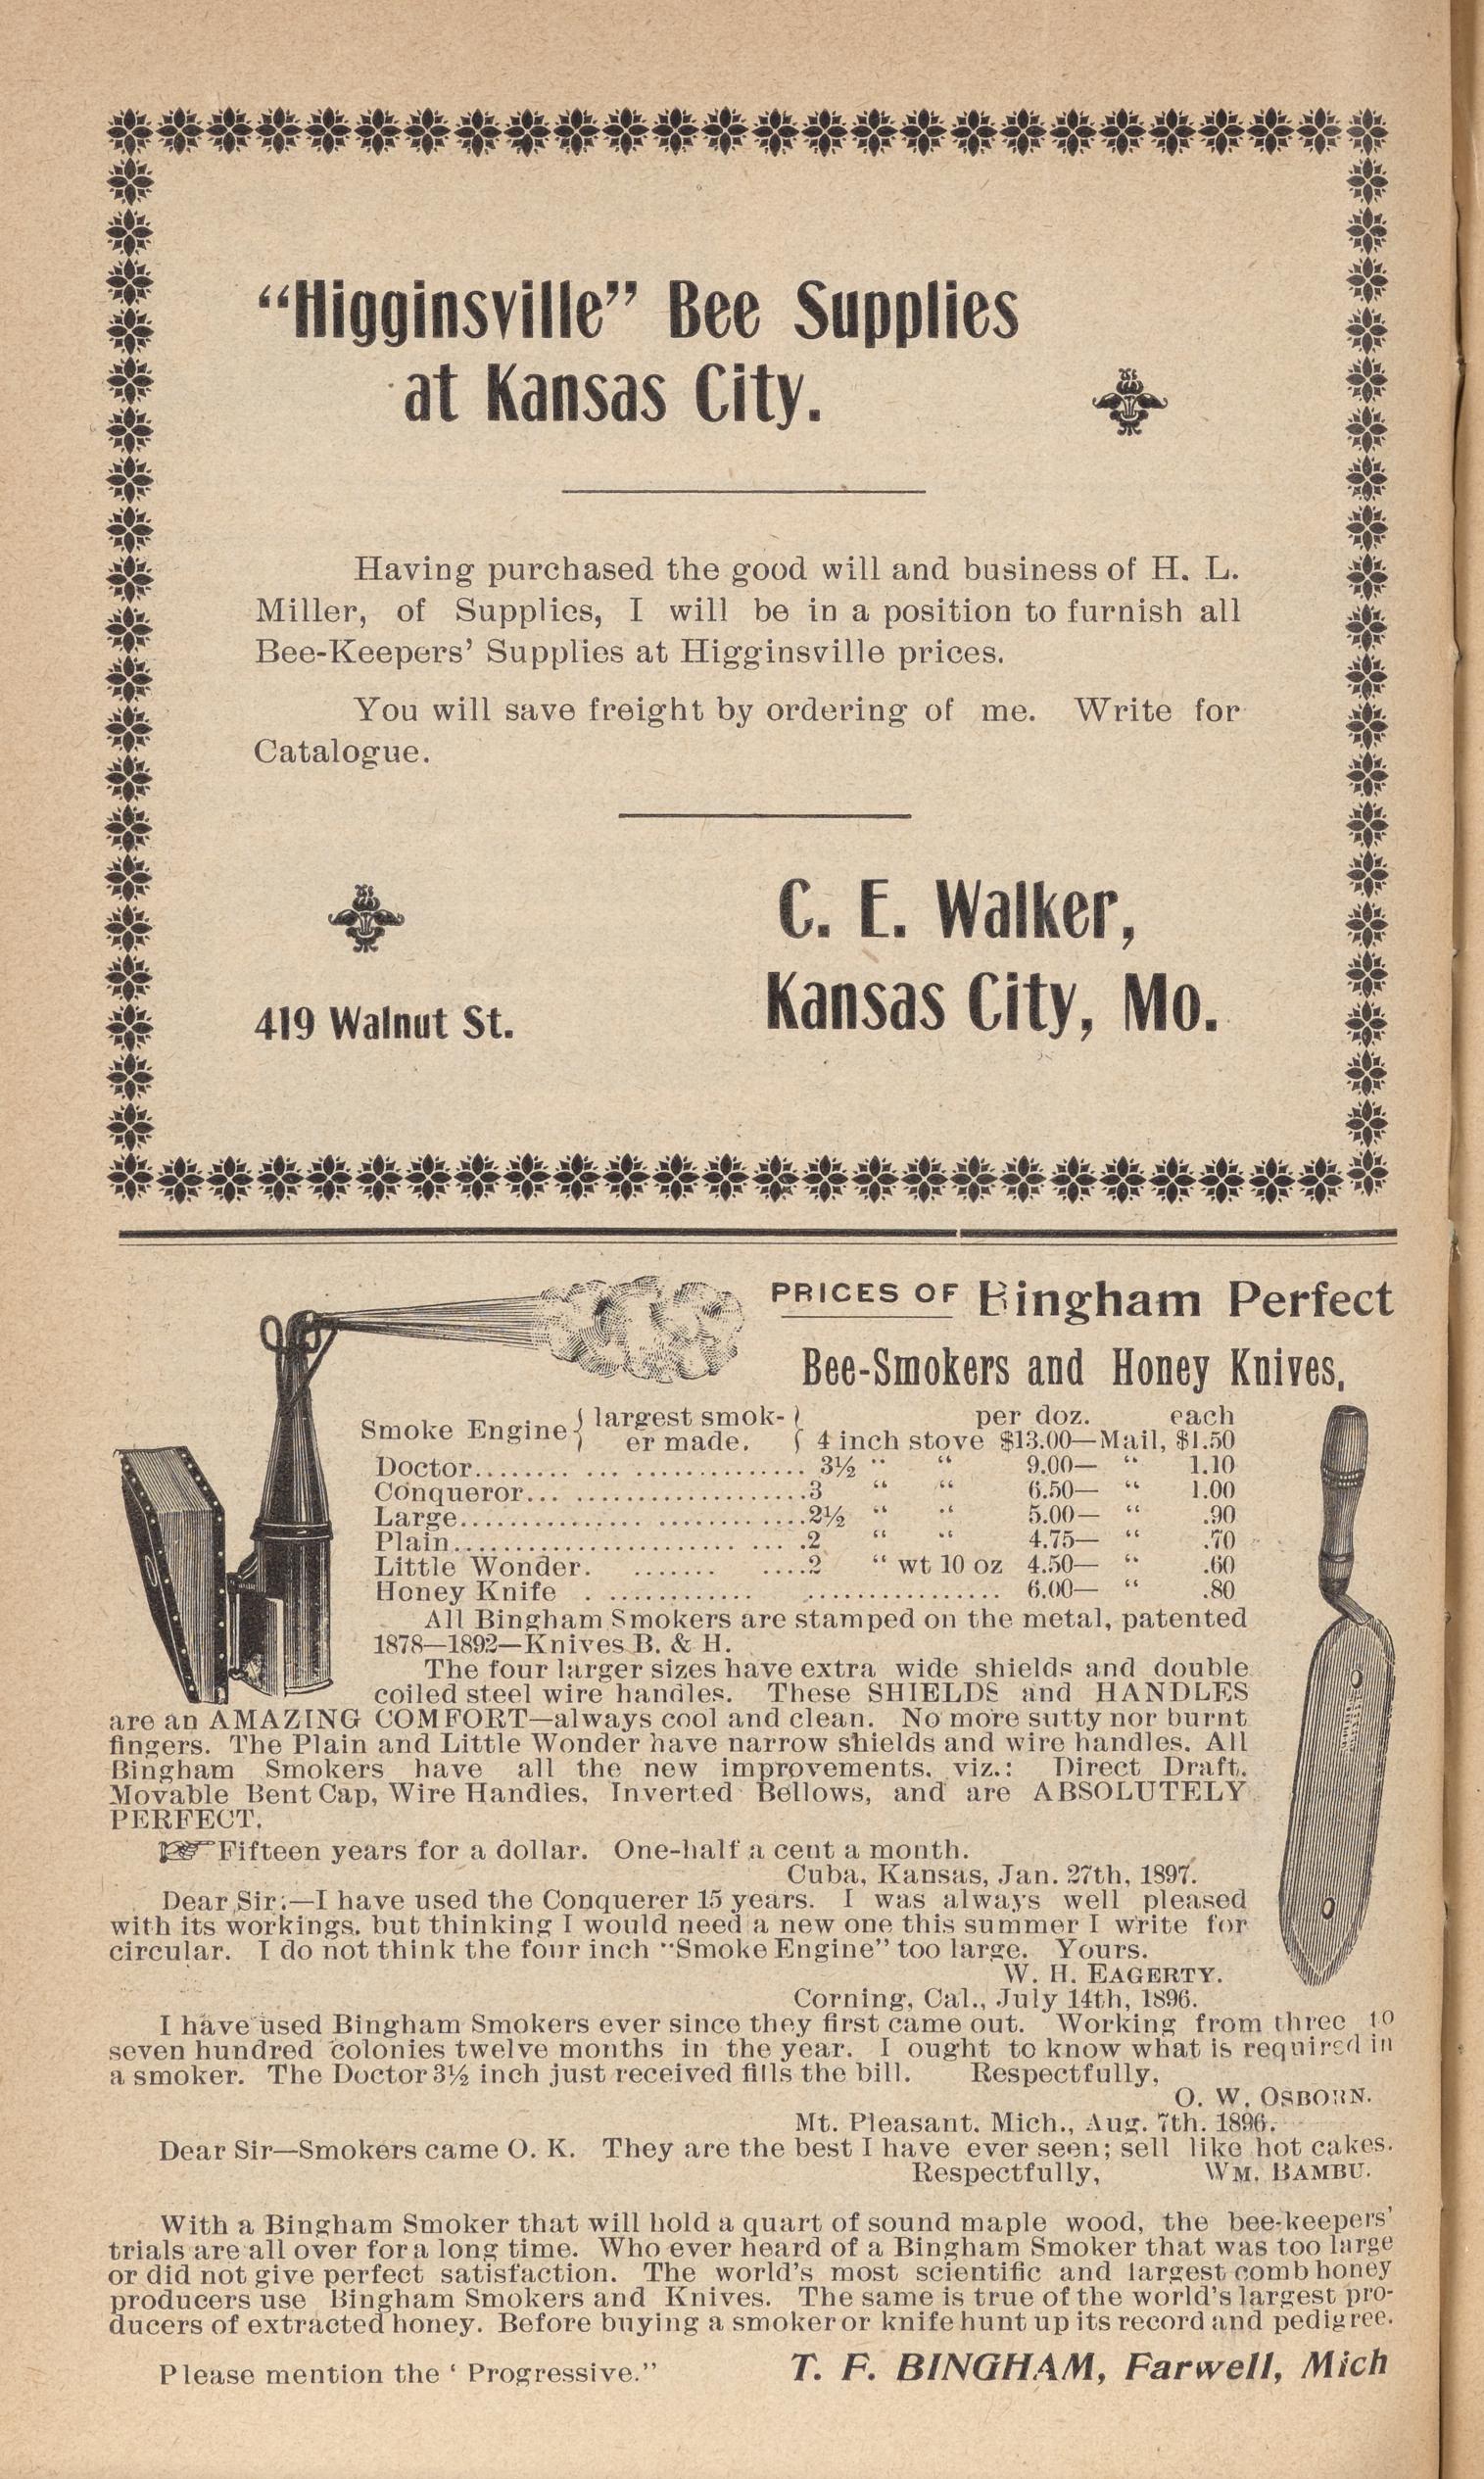 “Higginsville” Bee Supplies
at Kansas City.
Having purchased the good will and business of H. L.
Miller, of Supplies, I will be in a position to furnish all
Bee-Keepers’ Supplies at Higginsville prices.
You will save freight by ordering of me. Write for
Catalogue.
C. E. Walker,
419 Walnut St. Kansas City, Mo.
PRICES OF Bingham Perfect
Bee-Smokers and Honey Knives,
Smoke Engine { largest smok- } per doz. each
er made. 4 inch stove $13.00—Mail, $1.50
Doctor........ ... .............. 3½ “ “ 9.00— “ 1.10
Conqueror... ...................3 “ “ 6.50— “ 1.00
Large................ ............2½ “ “ 5.00— “ .90
Plain........................ ... .2 “ “ 4.75— “ .70
Little Wonder. ....... ....2 “ wt 10 oz 4.50— “ .60
Honey Knife . ............ ................ 6.00— “ .80
All Bingham Smokers are stamped on the metal, patented
1878—1892—Knives B. & H.
The four larger sizes have extra wide shields and double
coiled steel wire handles. These SHIELDS and HANDLES
are an AMAZING COMFORT—always cool and clean. No more sutty nor burnt
fingers. The Plain and Little Wonder have narrow shields and wire handles. All
Bingham Smokers have all the new improvements, viz.: Direct Draft.
Movable Bent Cap, Wire Handles, Inverted Bellows, and are ABSOLUTELY
PERFECT.
☞Fifteen years for a dollar. One-half a cent a month.
Cuba, Kansas, Jan. 27th, 1897.
Dear Sir:—I have used the Conquerer 15 years. I was always well pleased
with its workings, but thinking I would need a new one this summer I write for
circular. I do not think the four inch “Smoke Engine” too large. Yours.
W. H. EAGERTY.
Corning, Cal., July 14th, 1896.
I have used Bingham Smokers ever since they first came out. Working from three to
seven hundred colonies twelve months in the year. I ought to know what is required in
a smoker. The Doctor 3½ inch just received fills the bill. Respectfully,
O. W. OSBORN.
Mt. Pleasant. Mich., Aug. 7th. 1896.
Dear Sir—Smokers came O. K. They are the best I have ever seen; sell like hot cakes.
Respectfully, WM. BAMBU.
With a Bingham Smoker that will hold a quart of sound maple wood, the bee-keepers’
trials are all over for a long time. Who ever heard of a Bingham Smoker that was too large
or did not give perfect satisfaction. The world’s most scientific and largest comb honey
producers use Bingham Smokers and Knives. The same is true of the world’s largest pro-
ducers of extracted honey. Before buying a smoker or knife hunt up its record and pedigree.
Please mention the ‘ Progressive.” T. F. BINGHAM, Farwell, Mich